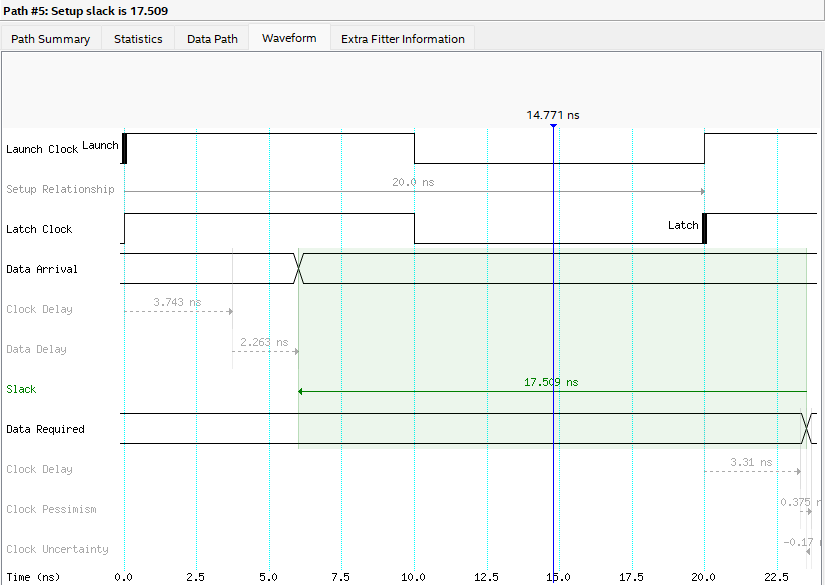 Path #5: Setup slack is 17.509
Path Summary Statistics Data Path Waveform Extra Fitter Information
14.771 ns
Launch Clock Launch
Setup Relationship 20.0 ns
Latch Clock Latch
Data Arrival
Clock Delay 3.743 ns
Data Delay 2.263 ns
Slack 17.509 ns
Data Required
Clock Delay 3.31 ns
Clock Pessimism 0.375 n
Clock Uncertainty -0.17
Time (ns) 0.0 2.5 5.0 7.5 10.0 12.5 15.0 17.5 20.0 22.5